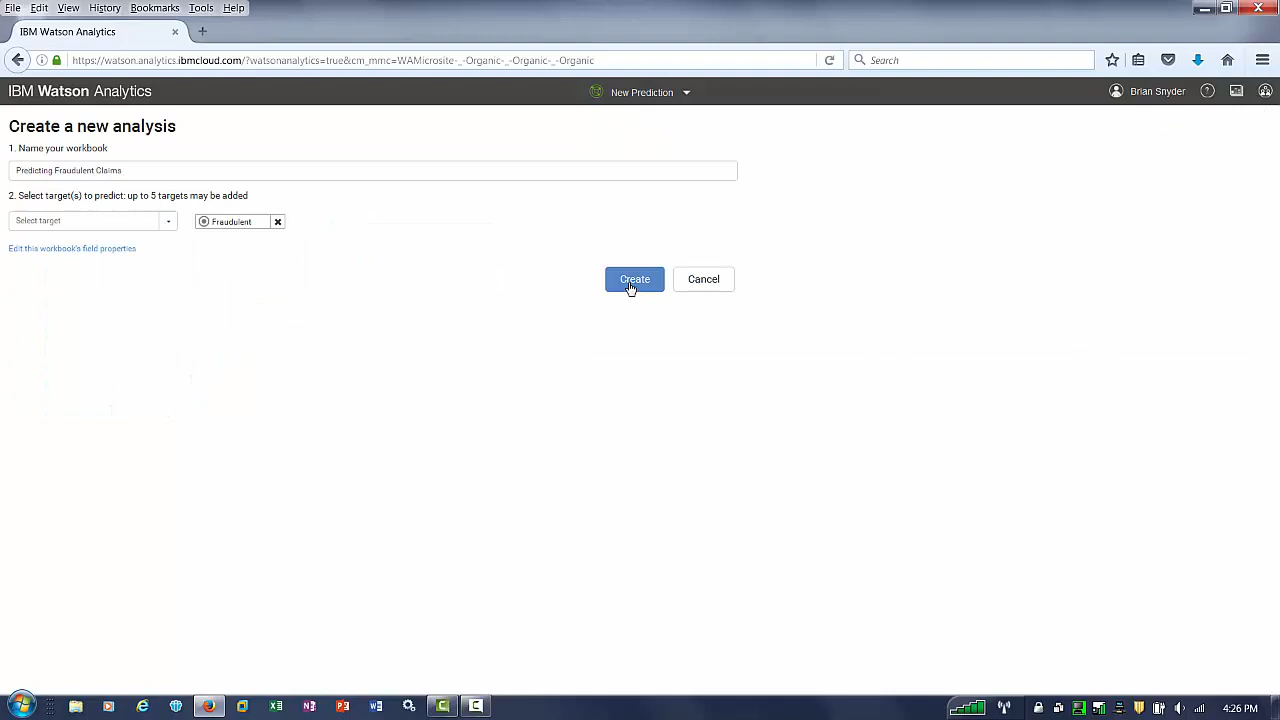 File Edit View History Bookmarks Tools Help
IBM Watson Analytics
https://watson.analytics.ibmcloud.com/?watsonanalytics=true&cm_mmc=WAMicrosite-_-Organic-_-Organic-_-Organic
Search
IBM Watson Analytics
New Prediction
Brian Snyder
Create a new analysis
1. Name your workbook
Predicting Fraudulent Claims
2. Select target(s) to predict: up to 5 targets may be added
Select target
Fraudulent
Edit this workbook's field properties
Create
Cancel
4:26 PM